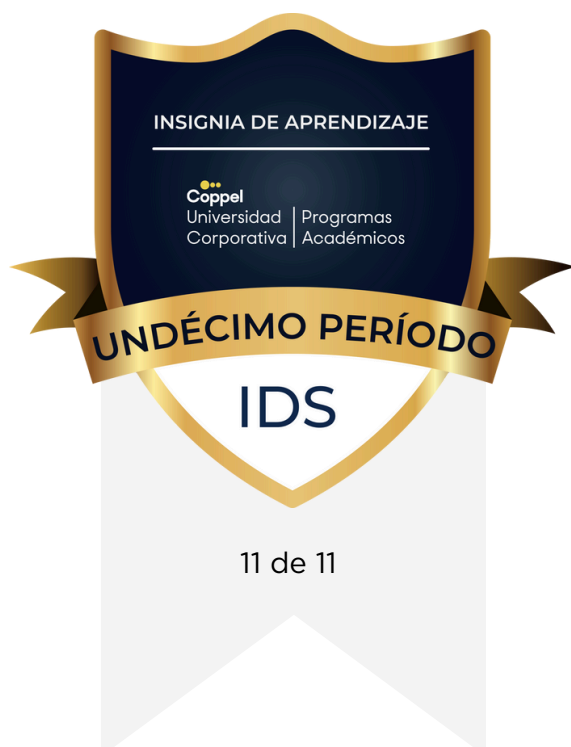 INSIGNIA DE APRENDIZAJE
Coppel
Universidad | Programas
Corporativa | Académicos
UNDÉCIMO PERÍODO
IDS
11 de 11